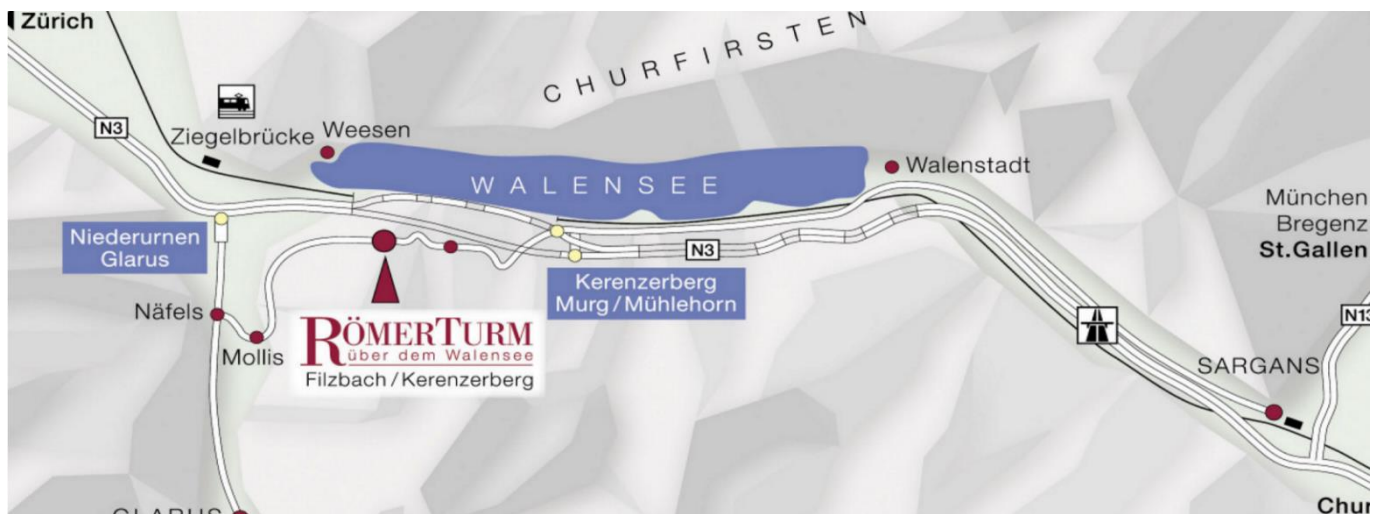 Zürich
CHURFIRSTEN
N3
Ziegelbrücke
Weesen
WALENSEE
Walenstadt
München
Bregenz
St.Gallen
Niederurnen
Glarus
N3
Kerenzerberg
Murg/Mühlehorn
Näfels
Mollis
RÖMERTURM
über dem Walensee
Filzbach/Kerenzerberg
N13
SARGANS
GLARUS
Chur